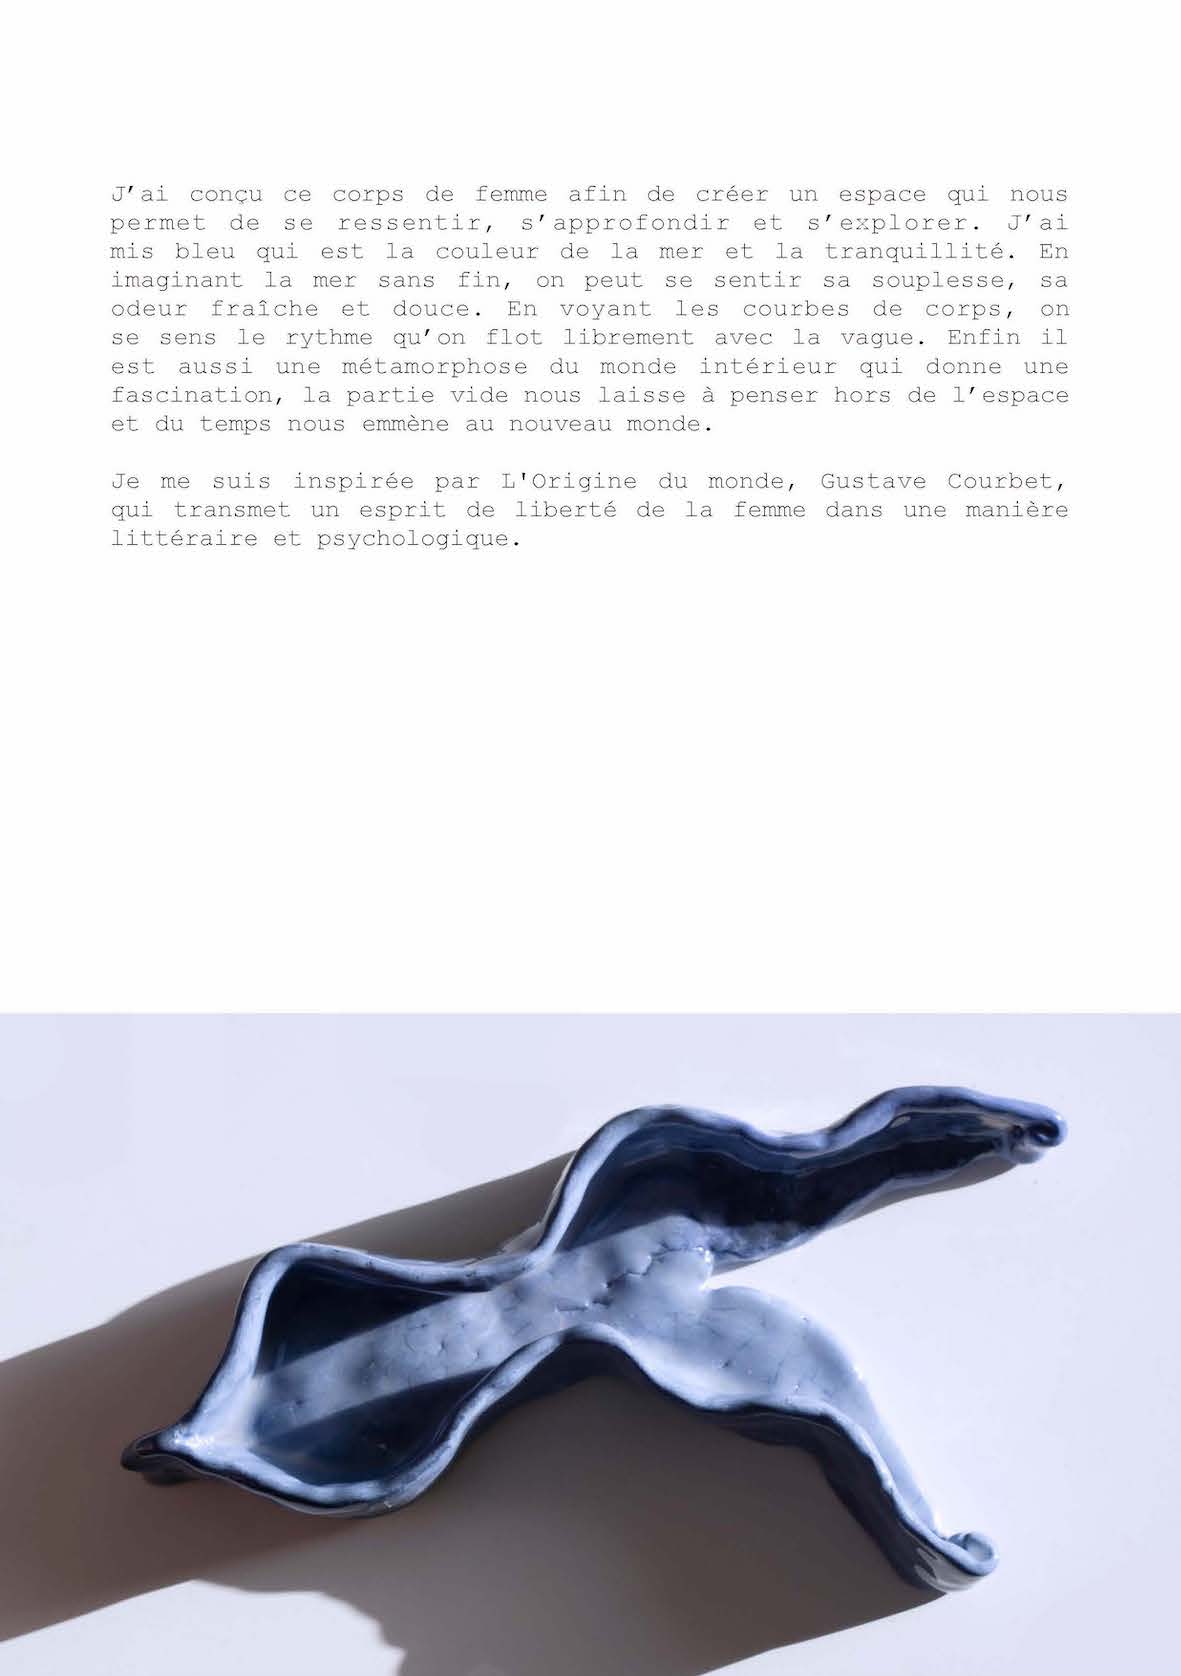 J’ai conçu ce corps de femme afin de créer un espace qui nous
permet de se ressentir, s’approfondir et s’explorer. J’ai
mis bleu qui est la couleur de la mer et la tranquillité. En
imaginant la mer sans fin, on peut se sentir sa souplesse, sa
odeur fraîche et douce. En voyant les courbes de corps, on
se sens le rythme qu’on flot librement avec la vague. Enfin il
est aussi une métamorphose du monde intérieur qui donne une
fascination, la partie vide nous laisse à penser hors de l’espace
et du temps nous emmène au nouveau monde.
Je me suis inspirée par L'Origine du monde, Gustave Courbet,
qui transmet un esprit de liberté de la femme dans une manière
littéraire et psychologique.